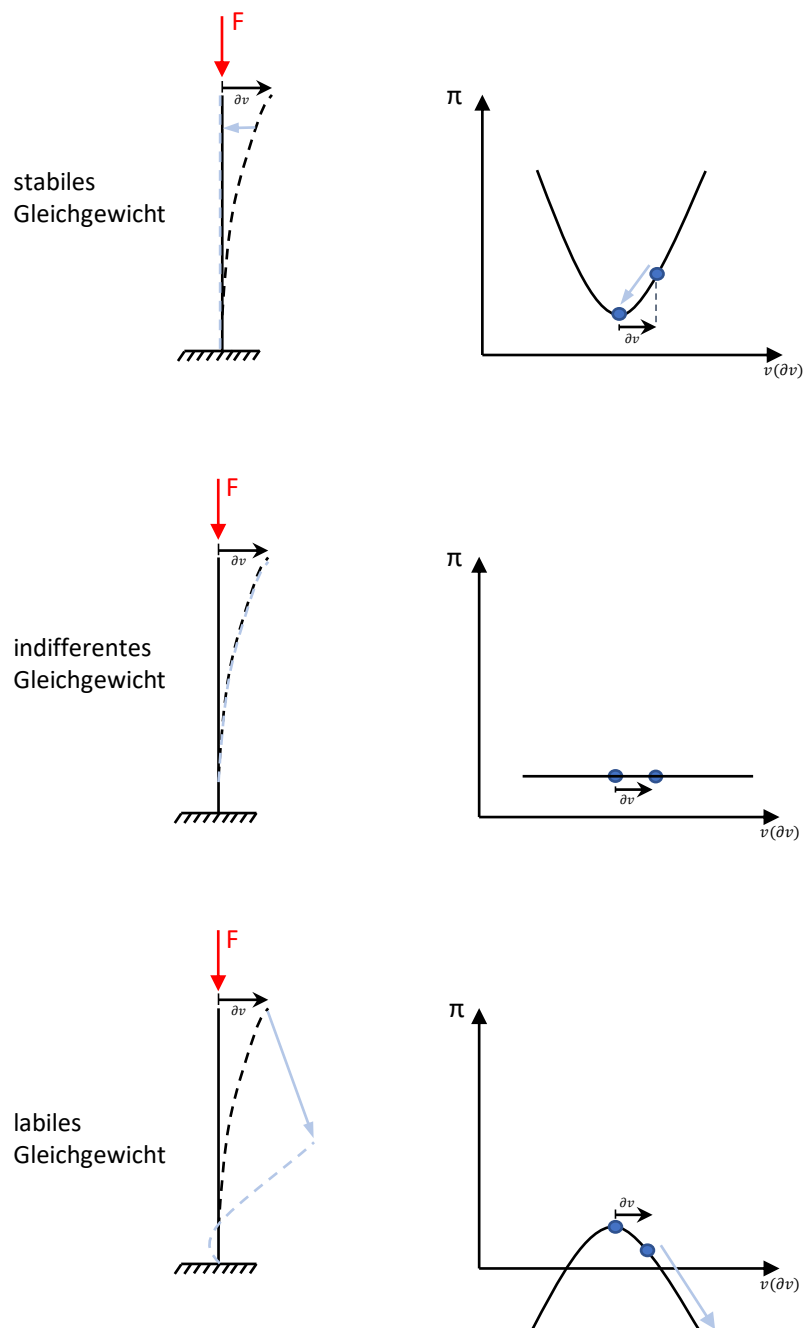 F
∂v
π
stabiles
Gleichgewicht
∂v
v(∂v)
F
∂v
π
indifferentes
Gleichgewicht
∂v
v(∂v)
F
∂v
π
labiles
Gleichgewicht
∂v
v(∂v)